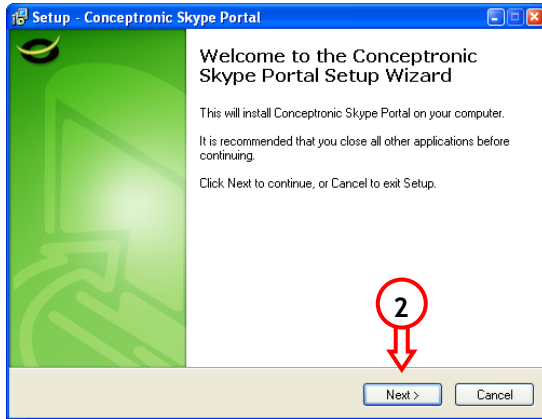 Setup - Conceptronic Skype Portal
Welcome to the Conceptronic
Skype Portal Setup Wizard
This will install Conceptronic Skype Portal on your computer.
It is recommended that you close all other applications before
continuing.
Click Next to continue, or Cancel to exit Setup.
2
Next >
Cancel